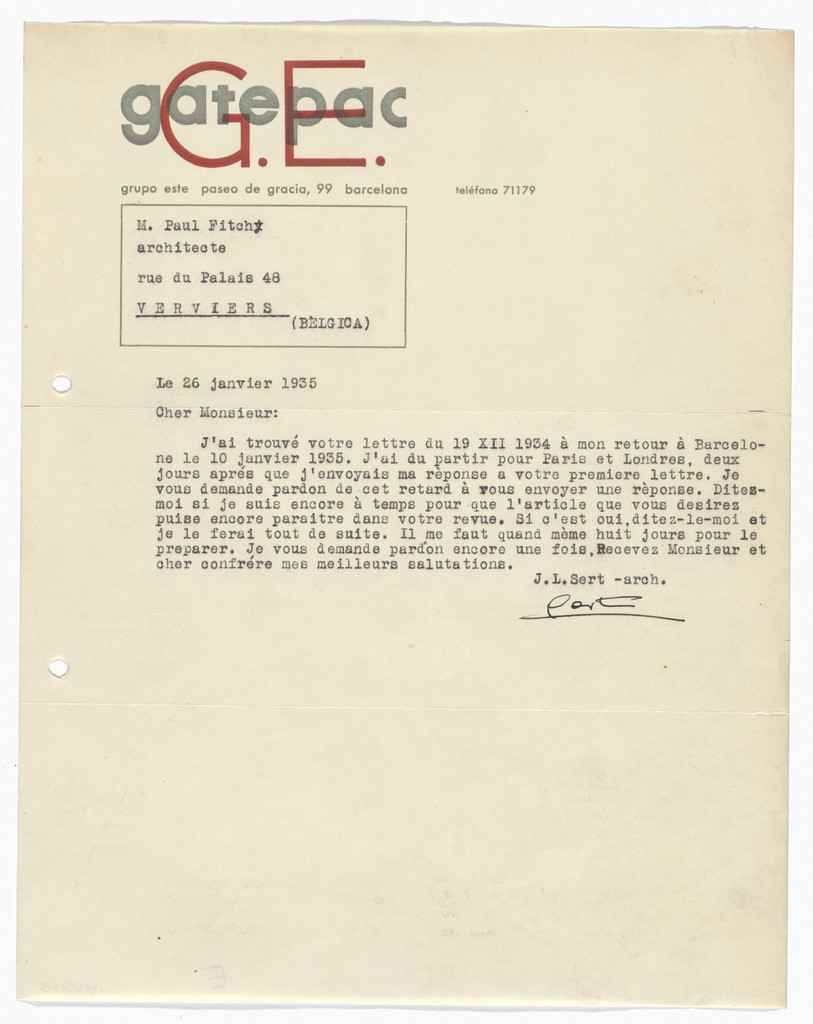 gatepac
G.E.
grupo este paseo de gracia, 99 barcelona teléfono 71179
M. Paul Fitchy
architecte
rue du Palais 48
VERVIERS
(BÈLGICA)
Le 26 janvier 1935
Cher Monsieur:
J'ai trouvé votre lettre du 19 XII 1934 à mon retour à Barcelo-
ne le 10 janvier 1935. J'ai du partir pour Paris et Londres, deux
jours aprés que j'envoyais ma rèponse a votre premiere lettre. Je
vous demande pardon de cet retard à vous envoyer une rèponse. Ditez-
moi si je suis encore à temps pour que l'article que vous desirez
puise encore paraitre dans votre revue. Si c'est oui,ditez-le-moi et
je le ferai tout de suite. Il me faut quand mème huit jours pour le
preparer. Je vous demande pardon encore une fois,Recevez Monsieur et
cher confrére mes meilleurs salutations.
J.L.Sert -arch.
Sert